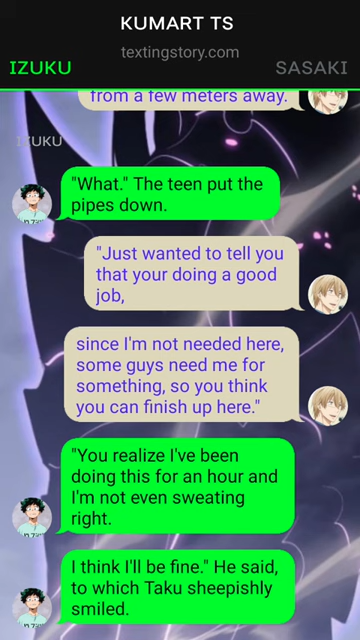 KUMART TS
textingstory.com
IZUKU
SASAKI
from a few meters away.
IZUKU
"What." The teen put the
pipes down.
"Just wanted to tell you
that your doing a good
job,
since I'm not needed here,
some guys need me for
something, so you think
you can finish up here."
"You realize I've been
doing this for an hour and
I'm not even sweating
right.
I think I'll be fine." He said,
to which Taku sheepishly
smiled.